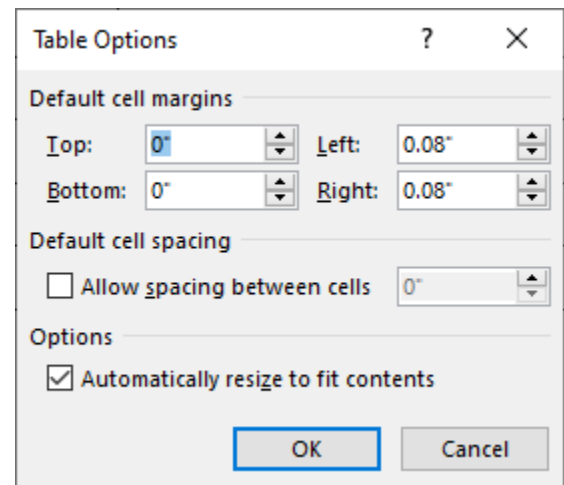 Table Options ? ×
Default cell margins
Top: 0" Left: 0.08"
Bottom: 0" Right: 0.08"
Default cell spacing
Allow spacing between cells 0"
Options
Automatically resize to fit contents
OK Cancel